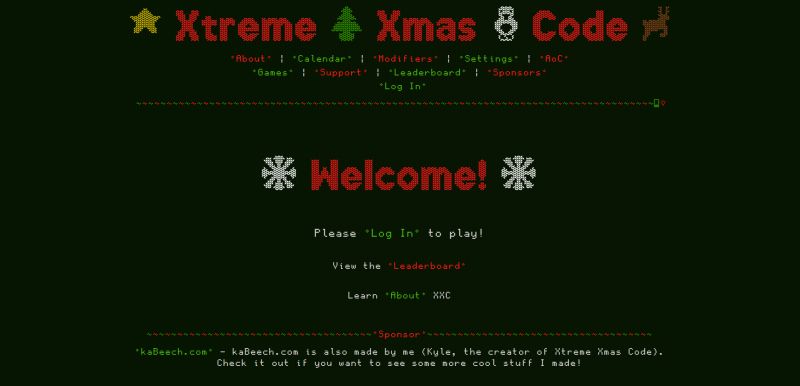 Xtreme Xmas Code
*About* | *Calendar* | *Modifiers* | *Settings* | *AoC*
*Games* | *Support* | *Leaderboard* | *Sponsors*
*Log In*
Welcome!
Please *Log In* to play!
View the *Leaderboard*
Learn *About* XXC
*Sponsor*
*kaBeech.com* - kaBeech.com is also made by me (Kyle, the creator of Xtreme Xmas Code).
Check it out if you want to see some more cool stuff I made!